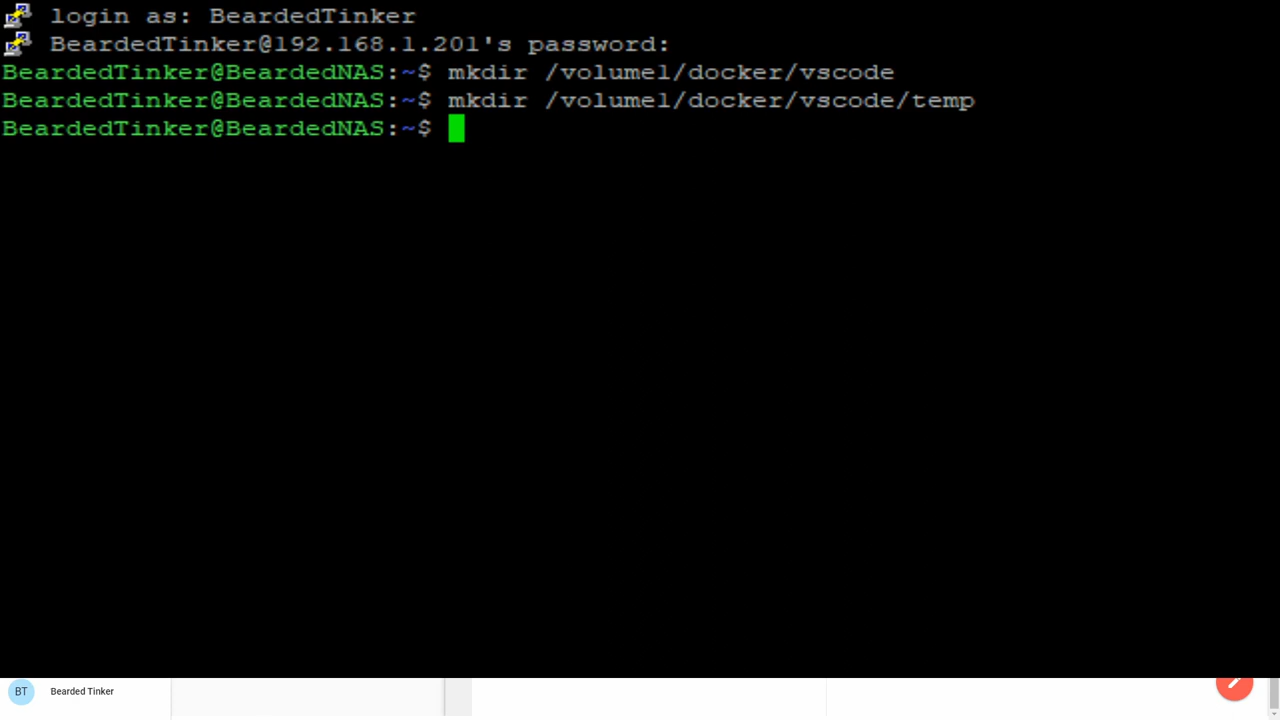 login as: BeardedTinker
BeardedTinker@192.168.1.201's password:
BeardedTinker@BeardedNAS:~$ mkdir /volume1/docker/vscode
BeardedTinker@BeardedNAS:~$ mkdir /volume1/docker/vscode/temp
BeardedTinker@BeardedNAS:~$
BT Bearded Tinker